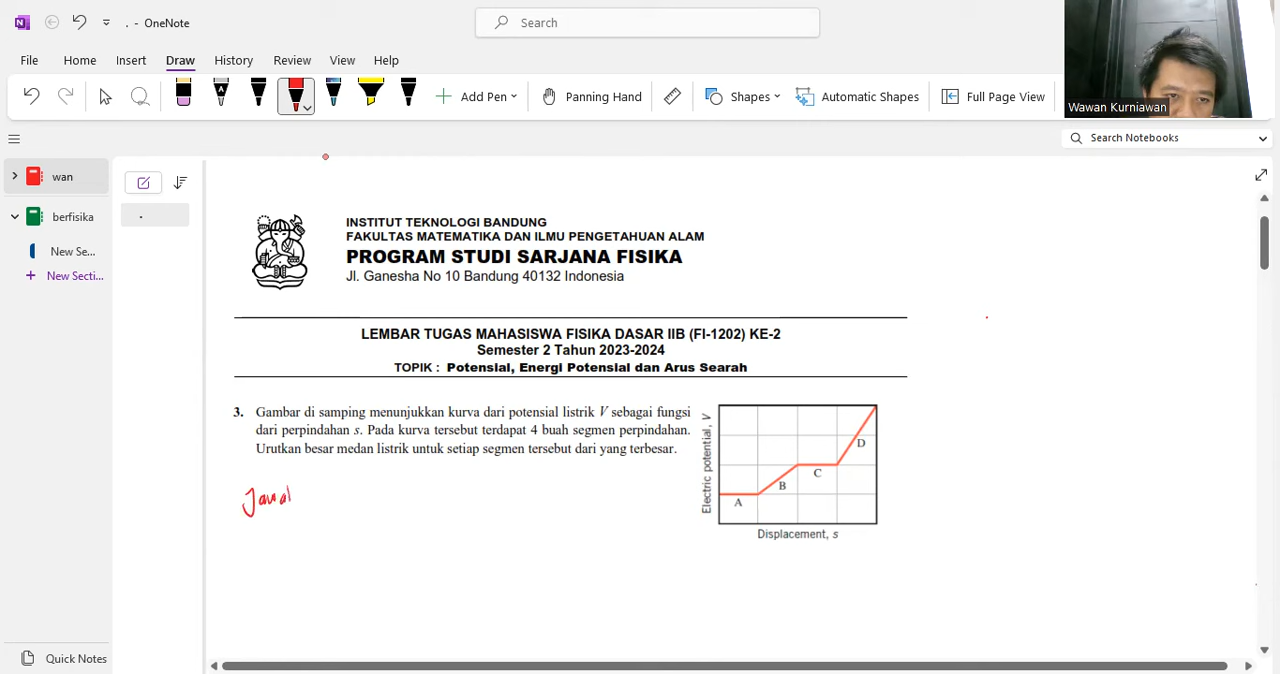 . - OneNote
Search
Wawan Kurniawan
File Home Insert Draw History Review View Help
Add Pen Panning Hand Shapes Automatic Shapes Full Page View
Search Notebooks
wan
berfisika
.
New Se...
New Secti...
Quick Notes
INSTITUT TEKNOLOGI BANDUNG
FAKULTAS MATEMATIKA DAN ILMU PENGETAHUAN ALAM
PROGRAM STUDI SARJANA FISIKA
Jl. Ganesha No 10 Bandung 40132 Indonesia
LEMBAR TUGAS MAHASISWA FISIKA DASAR IIB (FI-1202) KE-2
Semester 2 Tahun 2023-2024
TOPIK : Potensial, Energi Potensial dan Arus Searah
3. Gambar di samping menunjukkan kurva dari potensial listrik V sebagai fungsi
dari perpindahan s. Pada kurva tersebut terdapat 4 buah segmen perpindahan.
Urutkan besar medan listrik untuk setiap segmen tersebut dari yang terbesar.
Electric potential, V
A
B
C
D
Displacement, s